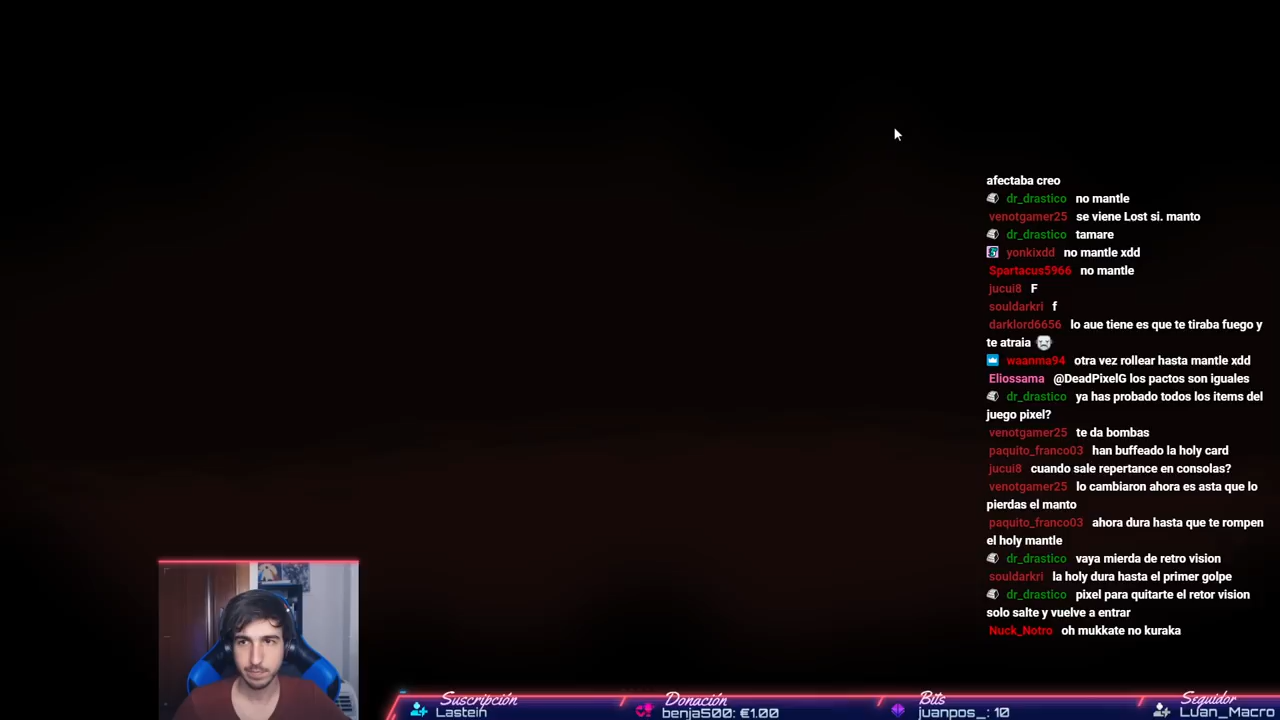 afectaba creo
dr_drastico no mantle
venotgamer25 se viene Lost si. manto
dr_drastico tamare
yonkixdd no mantle xdd
Spartacus5966 no mantle
jucui8 F
souldarkri f
darklord6656 lo aue tiene es que te tiraba fuego y
te atraia
waanma94 otra vez rollear hasta mantle xdd
Eliossama @DeadPixelG los pactos son iguales
dr_drastico ya has probado todos los items del
juego pixel?
venotgamer25 te da bombas
paquito_franco03 han buffeado la holy card
jucui8 cuando sale repertance en consolas?
venotgamer25 lo cambiaron ahora es asta que lo
pierdas el manto
paquito_franco03 ahora dura hasta que te rompen
el holy mantle
dr_drastico vaya mierda de retro vision
souldarkri la holy dura hasta el primer golpe
dr_drastico pixel para quitarte el retor vision
solo salte y vuelve a entrar
Nuck_Notro oh mukkate no kuraka
Suscripción Donación Bits Seguidor
Lastein benja500: €1.00 juanpos_: 10 Luan_Macro